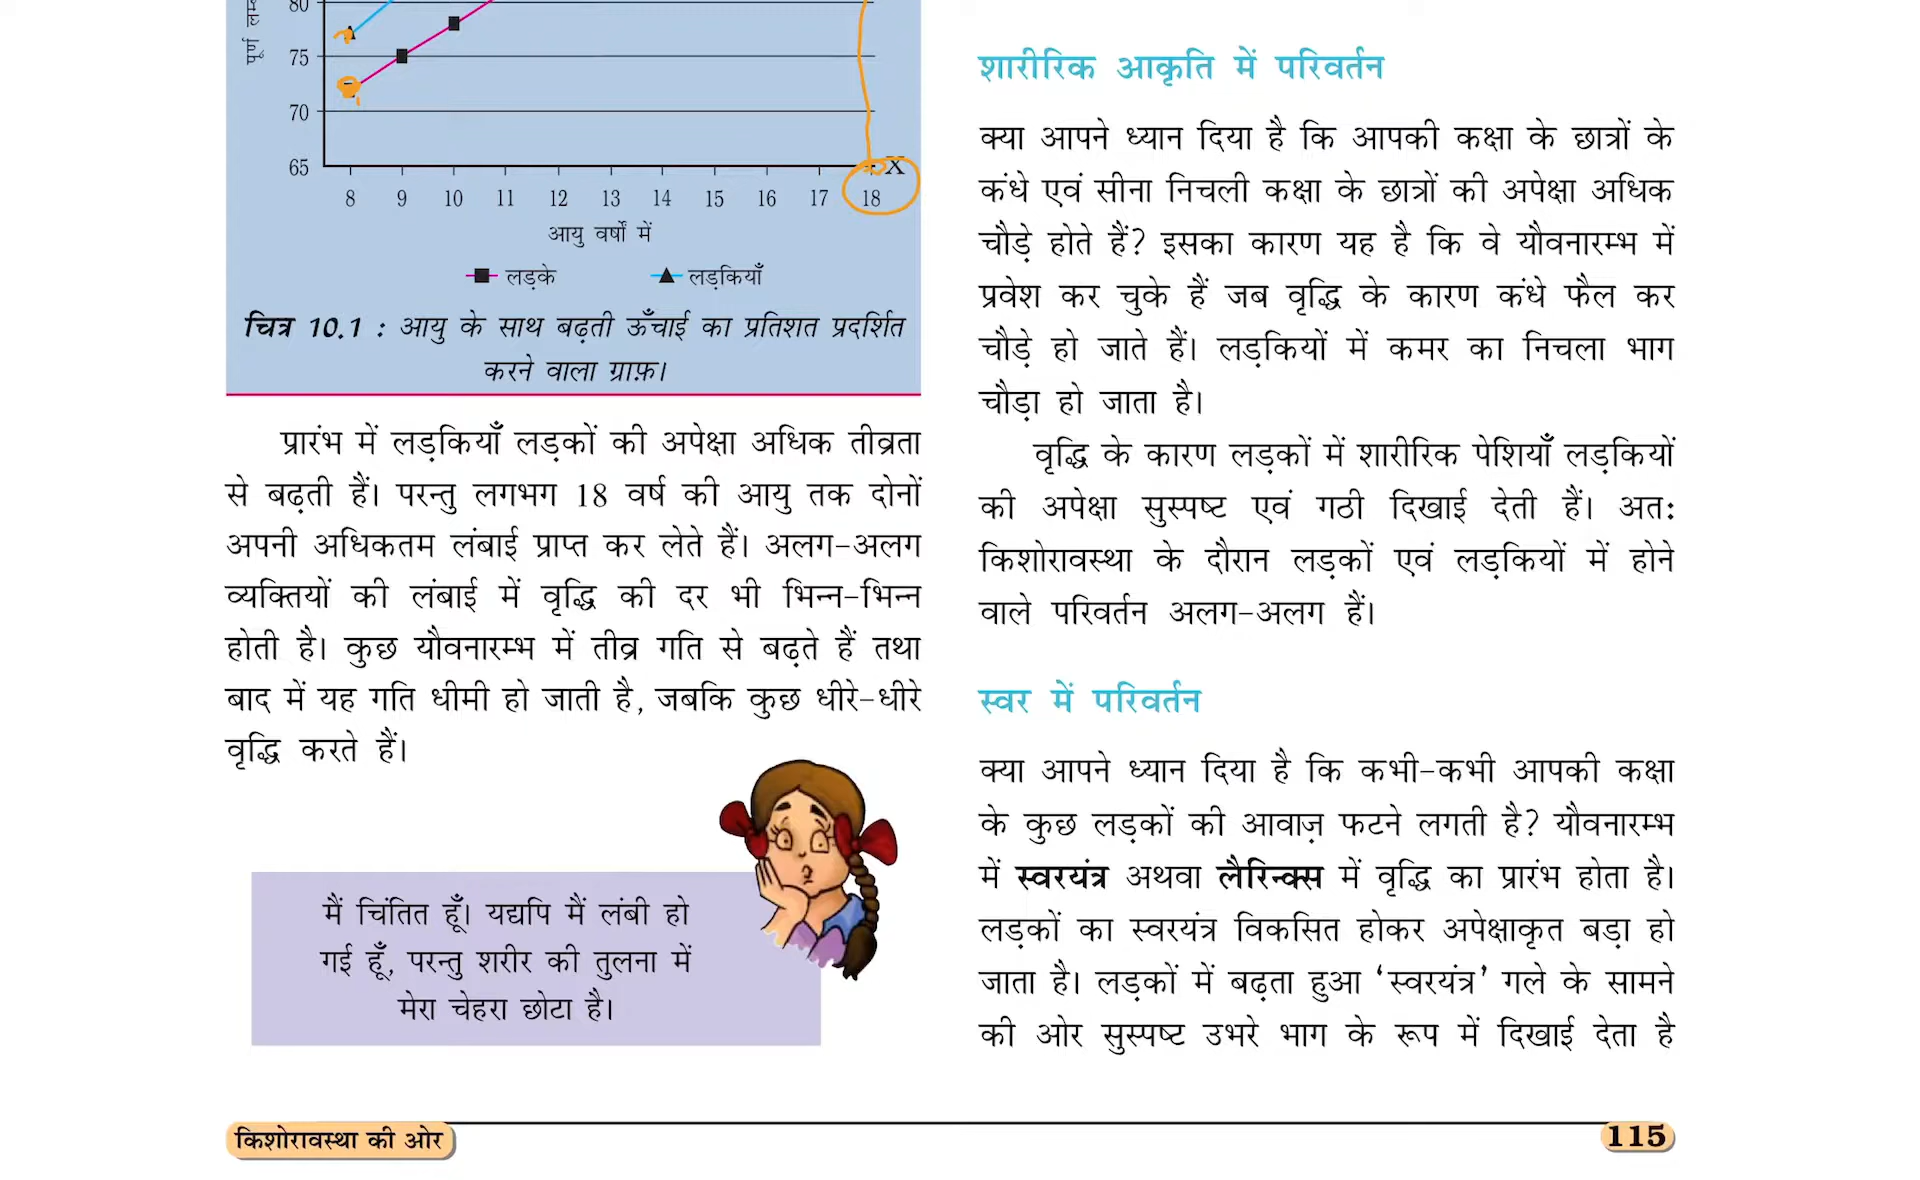 80
75
70
65
X
8 9 10 11 12 13 14 15 16 17 18
आयु वर्षों में
लड़के लड़कियाँ
चित्र 10.1 : आयु के साथ बढ़ती ऊँचाई का प्रतिशत प्रदर्शित
करने वाला ग्राफ़।
प्रारंभ में लड़कियाँ लड़कों की अपेक्षा अधिक तीव्रता
से बढ़ती हैं। परन्तु लगभग 18 वर्ष की आयु तक दोनों
अपनी अधिकतम लंबाई प्राप्त कर लेते हैं। अलग-अलग
व्यक्तियों की लंबाई में वृद्धि की दर भी भिन्न-भिन्न
होती है। कुछ यौवनारम्भ में तीव्र गति से बढ़ते हैं तथा
बाद में यह गति धीमी हो जाती है, जबकि कुछ धीरे-धीरे
वृद्धि करते हैं।
मैं चिंतित हूँ। यद्यपि मैं लंबी हो
गई हूँ, परन्तु शरीर की तुलना में
मेरा चेहरा छोटा है।
शारीरिक आकृति में परिवर्तन
क्या आपने ध्यान दिया है कि आपकी कक्षा के छात्रों के
कंधे एवं सीना निचली कक्षा के छात्रों की अपेक्षा अधिक
चौड़े होते हैं? इसका कारण यह है कि वे यौवनारम्भ में
प्रवेश कर चुके हैं जब वृद्धि के कारण कंधे फैल कर
चौड़े हो जाते हैं। लड़कियों में कमर का निचला भाग
चौड़ा हो जाता है।
वृद्धि के कारण लड़कों में शारीरिक पेशियाँ लड़कियों
की अपेक्षा सुस्पष्ट एवं गठी दिखाई देती हैं। अतः
किशोरावस्था के दौरान लड़कों एवं लड़कियों में होने
वाले परिवर्तन अलग-अलग हैं।
स्वर में परिवर्तन
क्या आपने ध्यान दिया है कि कभी-कभी आपकी कक्षा
के कुछ लड़कों की आवाज़ फटने लगती है? यौवनारम्भ
में स्वरयंत्र अथवा लैरिन्क्स में वृद्धि का प्रारंभ होता है।
लड़कों का स्वरयंत्र विकसित होकर अपेक्षाकृत बड़ा हो
जाता है। लड़कों में बढ़ता हुआ ‘स्वरयंत्र’ गले के सामने
की ओर सुस्पष्ट उभरे भाग के रूप में दिखाई देता है
किशोरावस्था की ओर
115